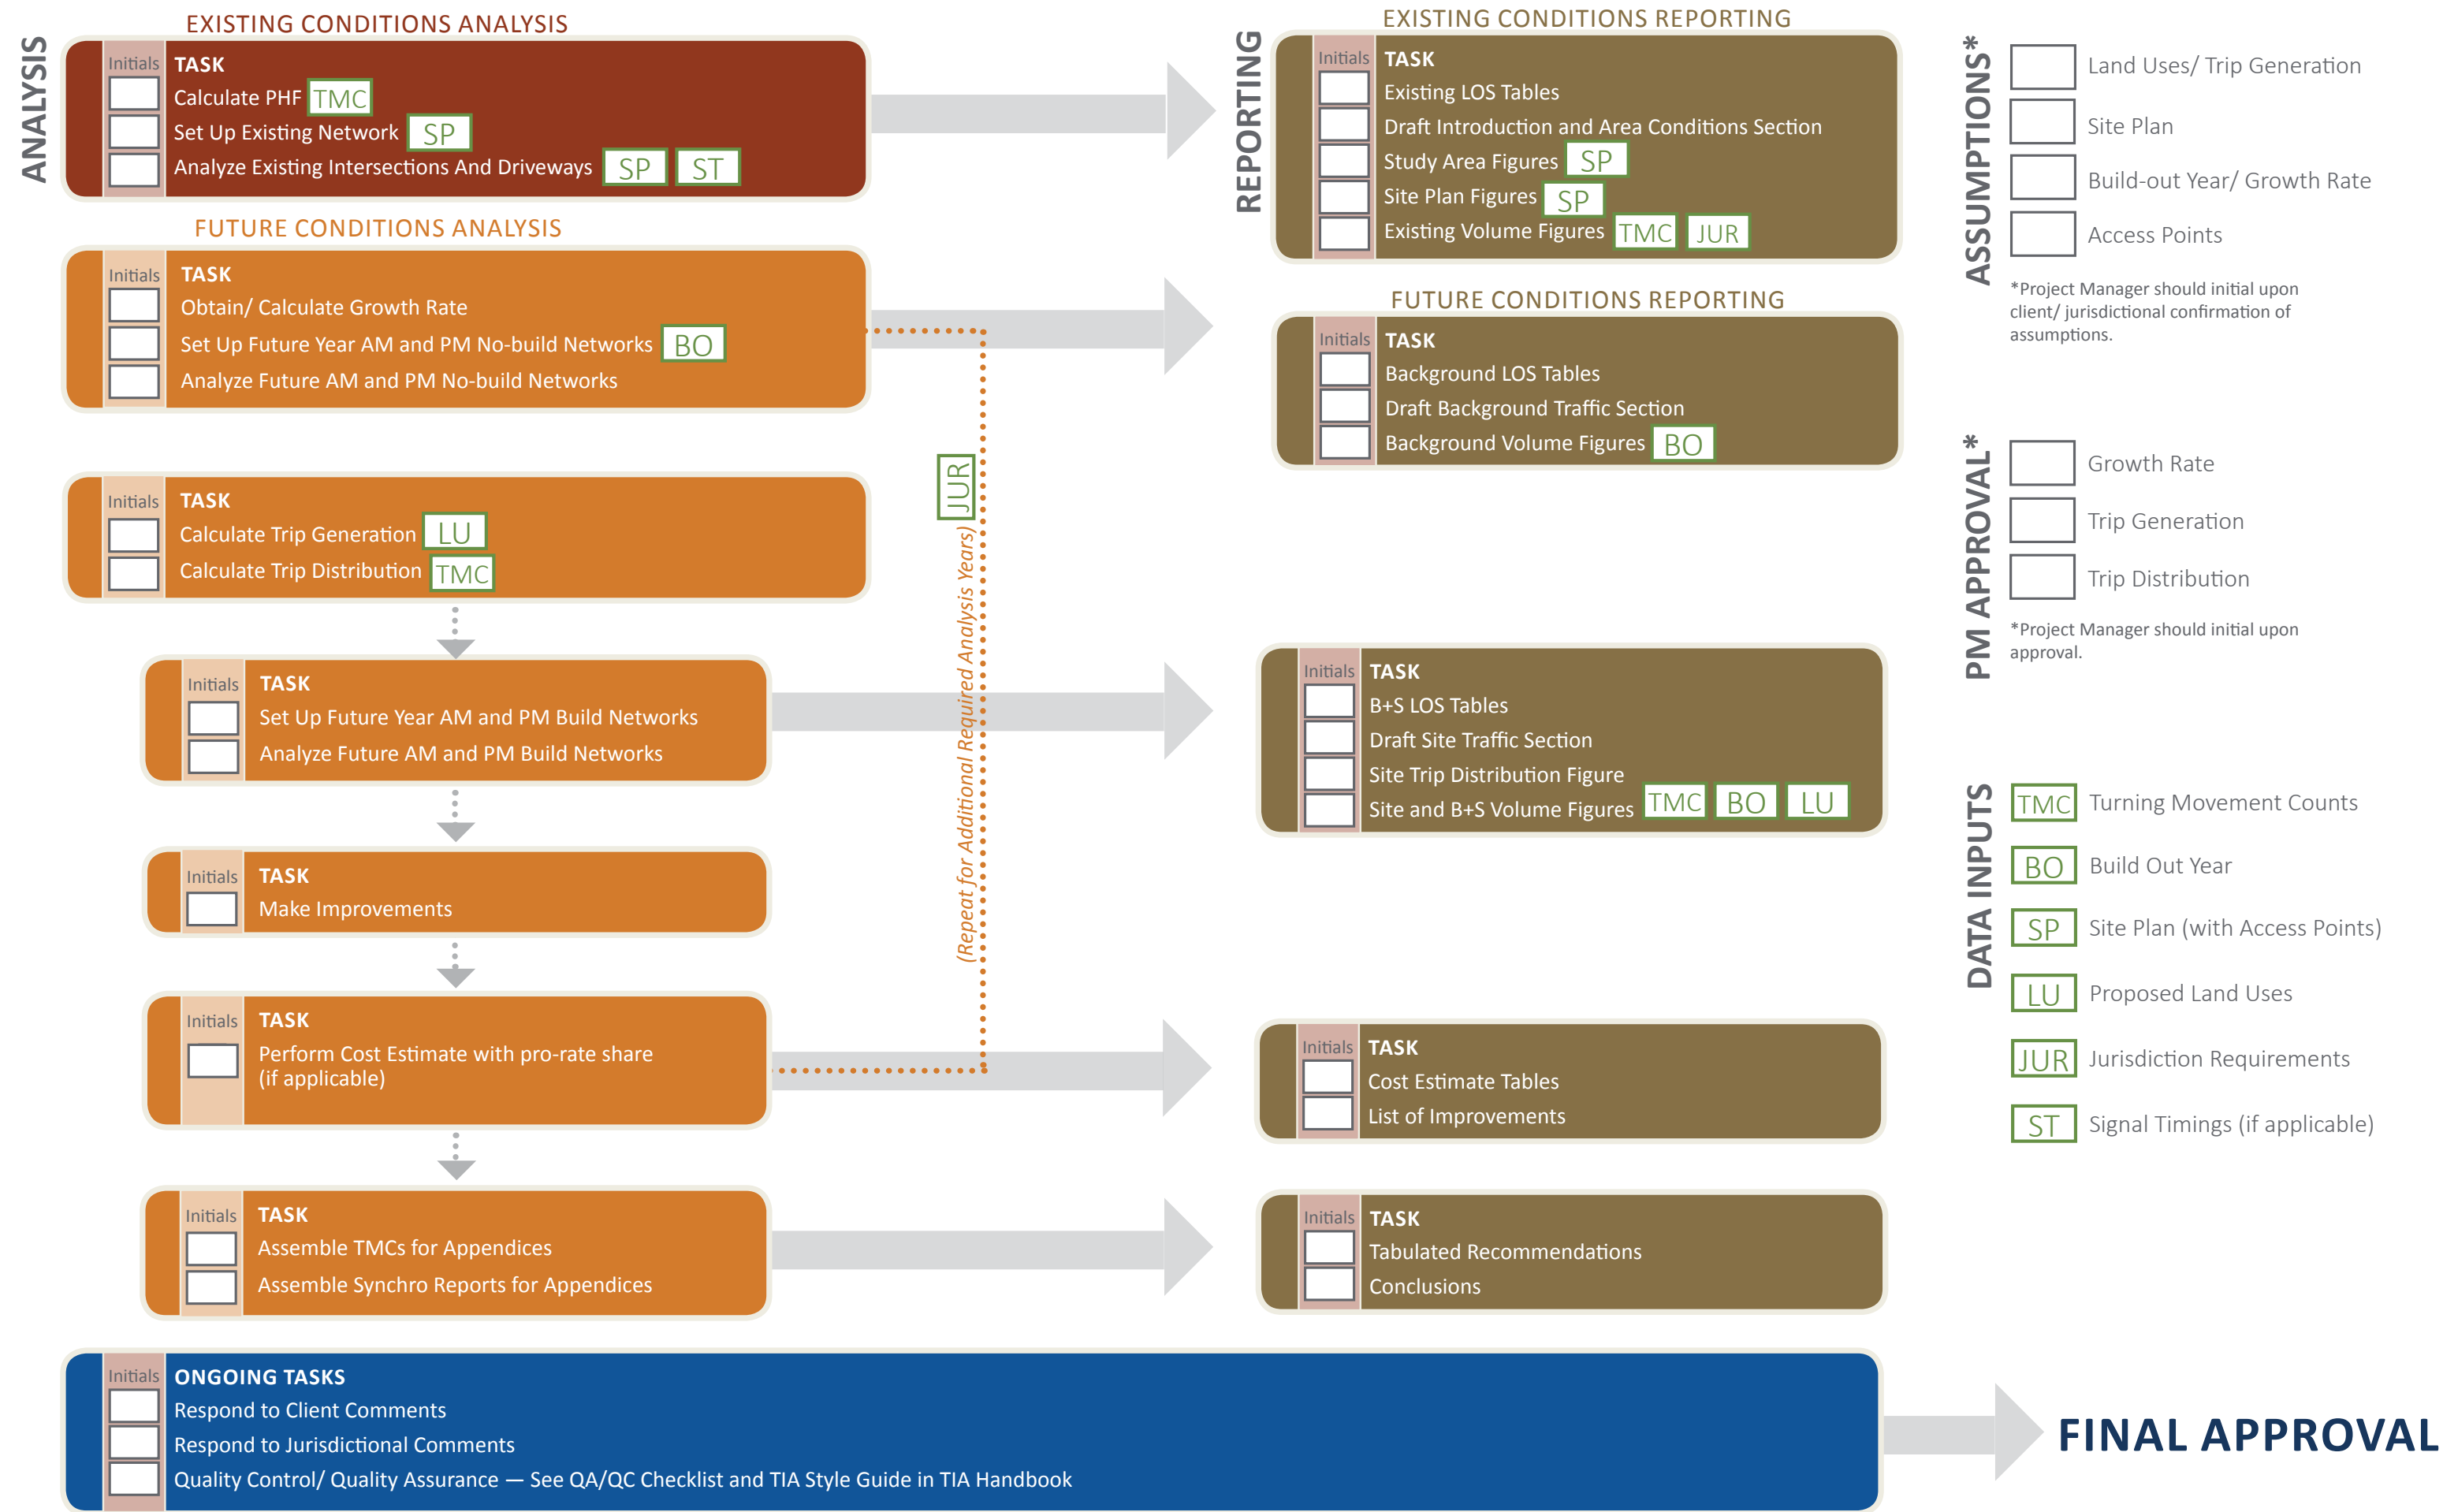 ANALYSIS
EXISTING CONDITIONS ANALYSIS
Initials
TASK
Calculate PHF TMC
Set Up Existing Network SP
Analyze Existing Intersections And Driveways SP ST
FUTURE CONDITIONS ANALYSIS
Initials
TASK
Obtain/ Calculate Growth Rate
Set Up Future Year AM and PM No-build Networks BO
Analyze Future AM and PM No-build Networks
Initials
TASK
Calculate Trip Generation LU
Calculate Trip Distribution TMC
Initials
TASK
Set Up Future Year AM and PM Build Networks
Analyze Future AM and PM Build Networks
Initials
TASK
Make Improvements
Initials
TASK
Perform Cost Estimate with pro-rate share
(if applicable)
Initials
TASK
Assemble TMCs for Appendices
Assemble Synchro Reports for Appendices
(Repeat for Additional Required Analysis Years) JUR
REPORTING
EXISTING CONDITIONS REPORTING
Initials
TASK
Existing LOS Tables
Draft Introduction and Area Conditions Section
Study Area Figures SP
Site Plan Figures SP
Existing Volume Figures TMC JUR
FUTURE CONDITIONS REPORTING
Initials
TASK
Background LOS Tables
Draft Background Traffic Section
Background Volume Figures BO
Initials
TASK
B+S LOS Tables
Draft Site Traffic Section
Site Trip Distribution Figure
Site and B+S Volume Figures TMC BO LU
Initials
TASK
Cost Estimate Tables
List of Improvements
Initials
TASK
Tabulated Recommendations
Conclusions
ASSUMPTIONS*
Land Uses/ Trip Generation
Site Plan
Build-out Year/ Growth Rate
Access Points
*Project Manager should initial upon
client/ jurisdictional confirmation of
assumptions.
PM APPROVAL*
Growth Rate
Trip Generation
Trip Distribution
*Project Manager should initial upon
approval.
DATA INPUTS
TMC Turning Movement Counts
BO Build Out Year
SP Site Plan (with Access Points)
LU Proposed Land Uses
JUR Jurisdiction Requirements
ST Signal Timings (if applicable)
Initials
ONGOING TASKS
Respond to Client Comments
Respond to Jurisdictional Comments
Quality Control/ Quality Assurance — See QA/QC Checklist and TIA Style Guide in TIA Handbook
FINAL APPROVAL